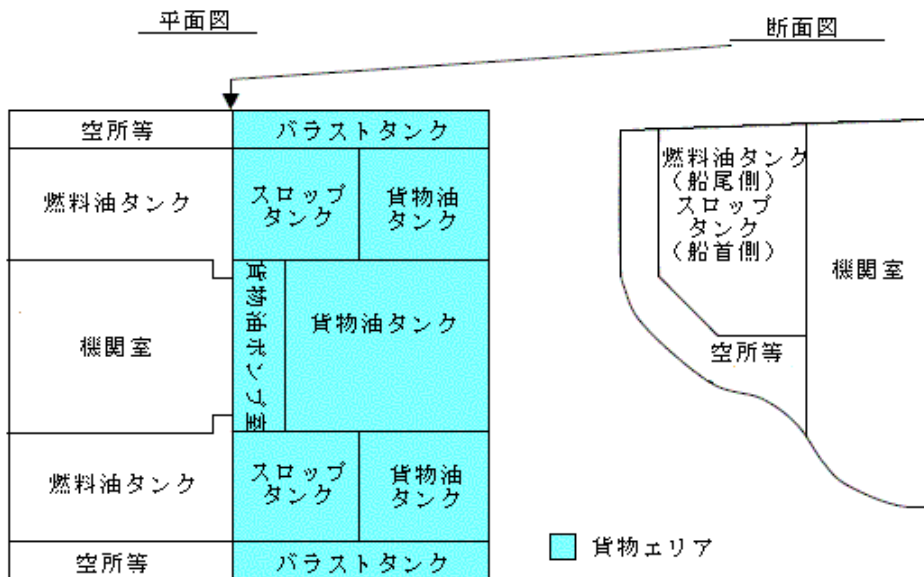 平面図
断面図
空所等
バラストタンク
燃料油タンク
スロップ
タンク
貨物油
タンク
機関室
貨物油ポンプ室
貨物油タンク
燃料油タンク
スロップ
タンク
貨物油
タンク
空所等
バラストタンク
燃料油タンク
（船尾側）
スロップ
タンク
（船首側）
機関室
空所等
貨物エリア